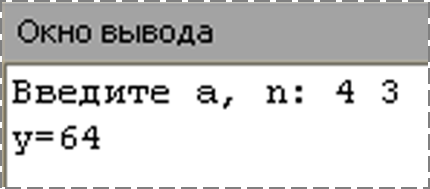 Окно вывода
Введите a, n: 4 3
y=64